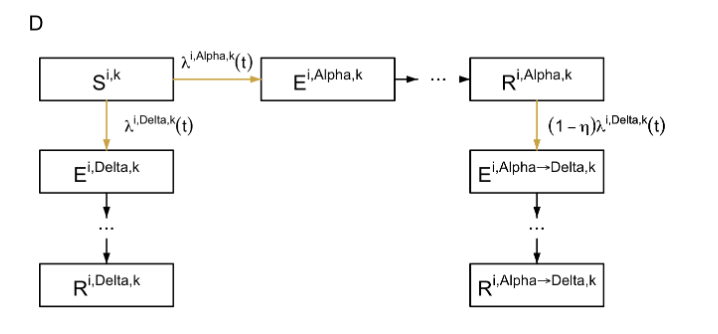 D
λ^i,Alpha,k(t)
S^i,k
E^i,Alpha,k
...
R^i,Alpha,k
λ^i,Delta,k(t)
(1 − η)λ^i,Delta,k(t)
E^i,Delta,k
E^i,Alpha→Delta,k
...
...
R^i,Delta,k
R^i,Alpha→Delta,k